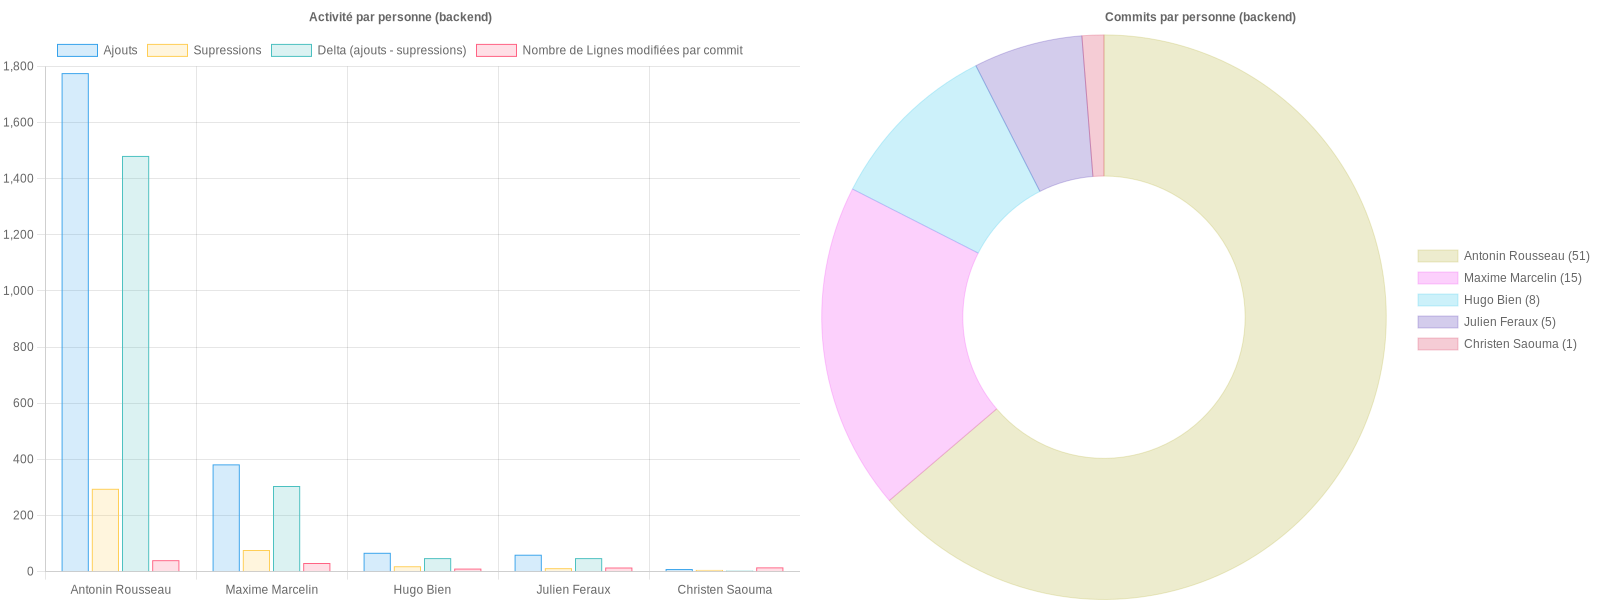 Activité par personne (backend)
Ajouts Supressions Delta (ajouts - supressions) Nombre de Lignes modifiées par commit
1,800
1,600
1,400
1,200
1,000
800
600
400
200
0
Antonin Rousseau Maxime Marcelin Hugo Bien Julien Feraux Christen Saouma
Commits par personne (backend)
Antonin Rousseau (51)
Maxime Marcelin (15)
Hugo Bien (8)
Julien Feraux (5)
Christen Saouma (1)